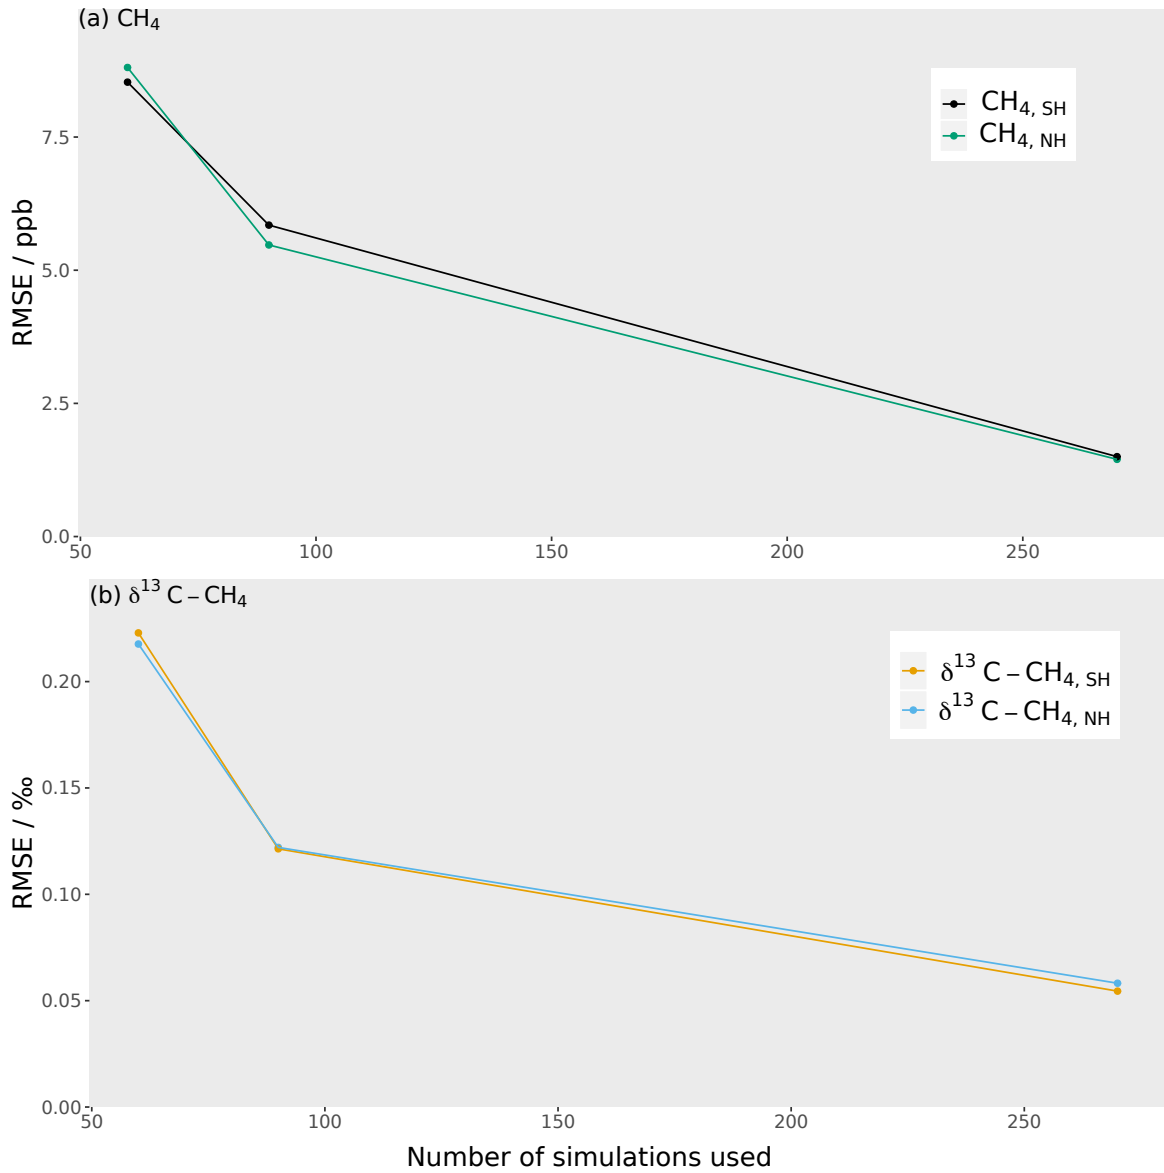 (a) CH₄
CH₄, SH
CH₄, NH
RMSE / ppb
7.5
5.0
2.5
0.0
50 100 150 200 250
(b) δ¹³ C – CH₄
δ¹³ C – CH₄, SH
δ¹³ C – CH₄, NH
RMSE / ‰
0.20
0.15
0.10
0.05
0.00
50 100 150 200 250
Number of simulations used